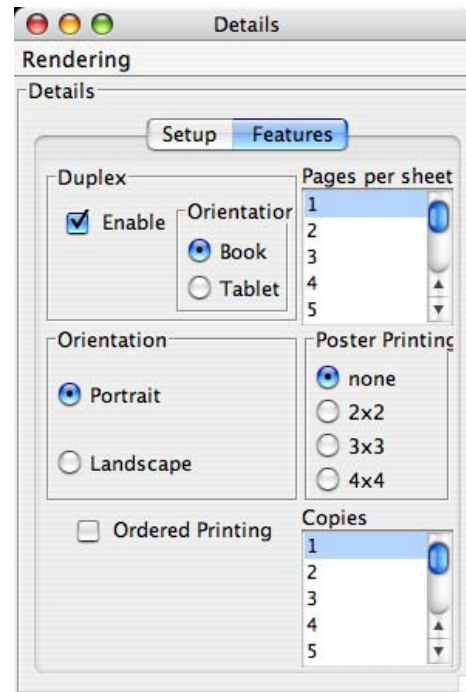 Details
Rendering
Details
Setup Features
Duplex
Enable
Orientatior
Book
Tablet
Pages per sheet
1
2
3
4
5
Orientation
Portrait
Landscape
Poster Printing
none
2x2
3x3
4x4
Ordered Printing
Copies
1
2
3
4
5